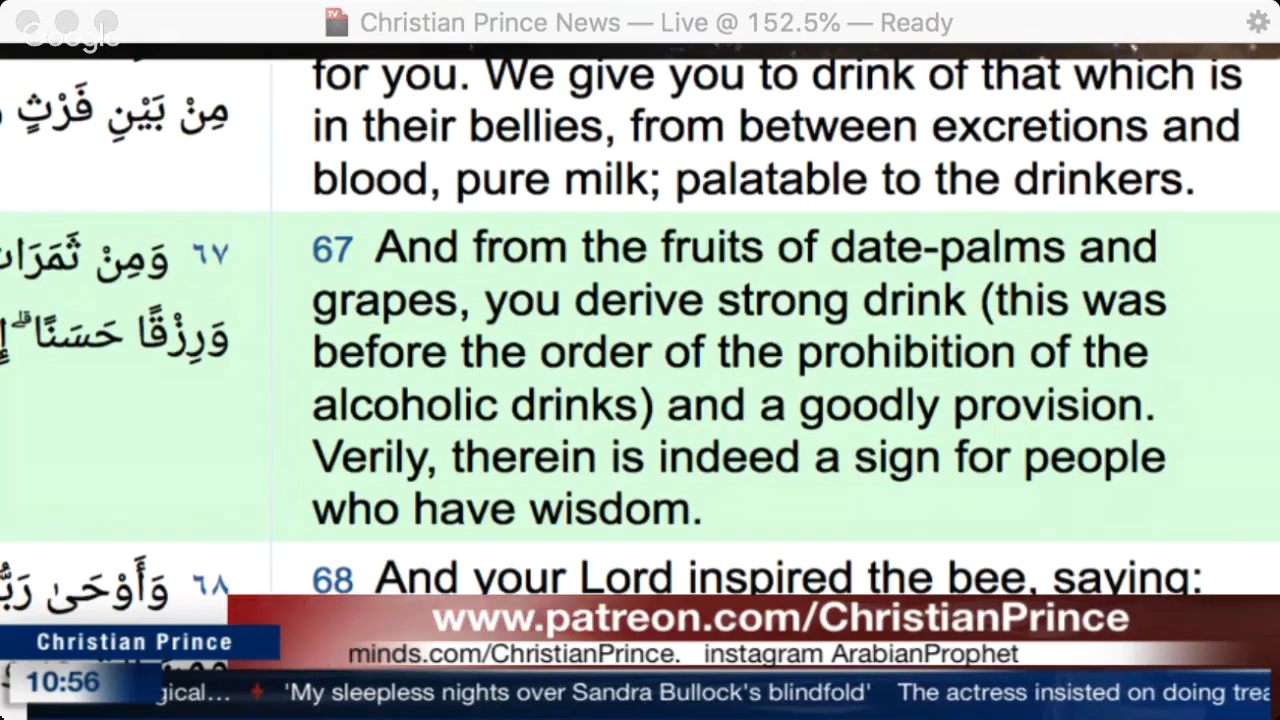 Christian Prince News — Live @ 152.5% — Ready
Google
for you. We give you to drink of that which is
in their bellies, from between excretions and
blood, pure milk; palatable to the drinkers.
مِنْ بَيْنِ فَرْثٍ
67 And from the fruits of date-palms and
grapes, you derive strong drink (this was
before the order of the prohibition of the
alcoholic drinks) and a goodly provision.
Verily, therein is indeed a sign for people
who have wisdom.
٦٧ وَمِنْ ثَمَرَات
وَرِزْقًا حَسَنًا ۗ
68 And your Lord inspired the bee, saying:
٦٨ وَأَوْحَىٰ
www.patreon.com/ChristianPrince
Christian Prince
minds.com/ChristianPrince. instagram ArabianProphet
10:56
gical... 'My sleepless nights over Sandra Bullock's blindfold' The actress insisted on doing trea